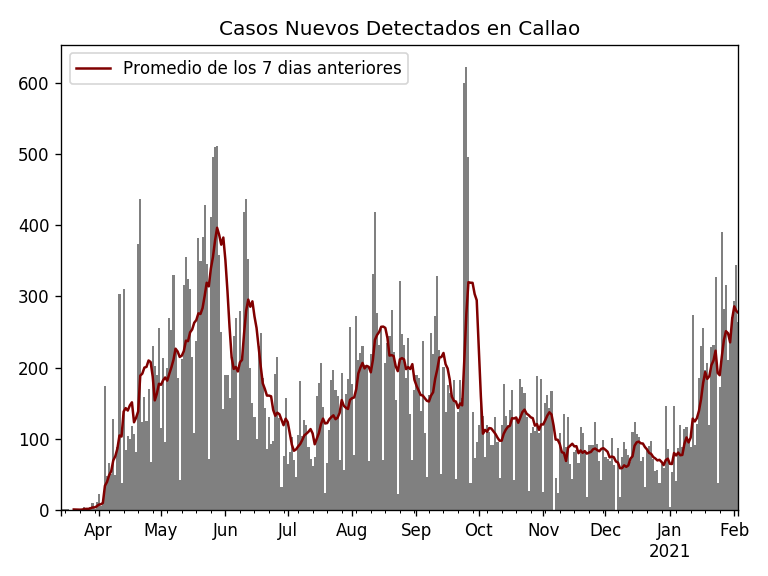 Casos Nuevos Detectados en Callao
Promedio de los 7 dias anteriores
600
500
400
300
200
100
0
Apr May Jun Jul Aug Sep Oct Nov Dec Jan Feb
2021